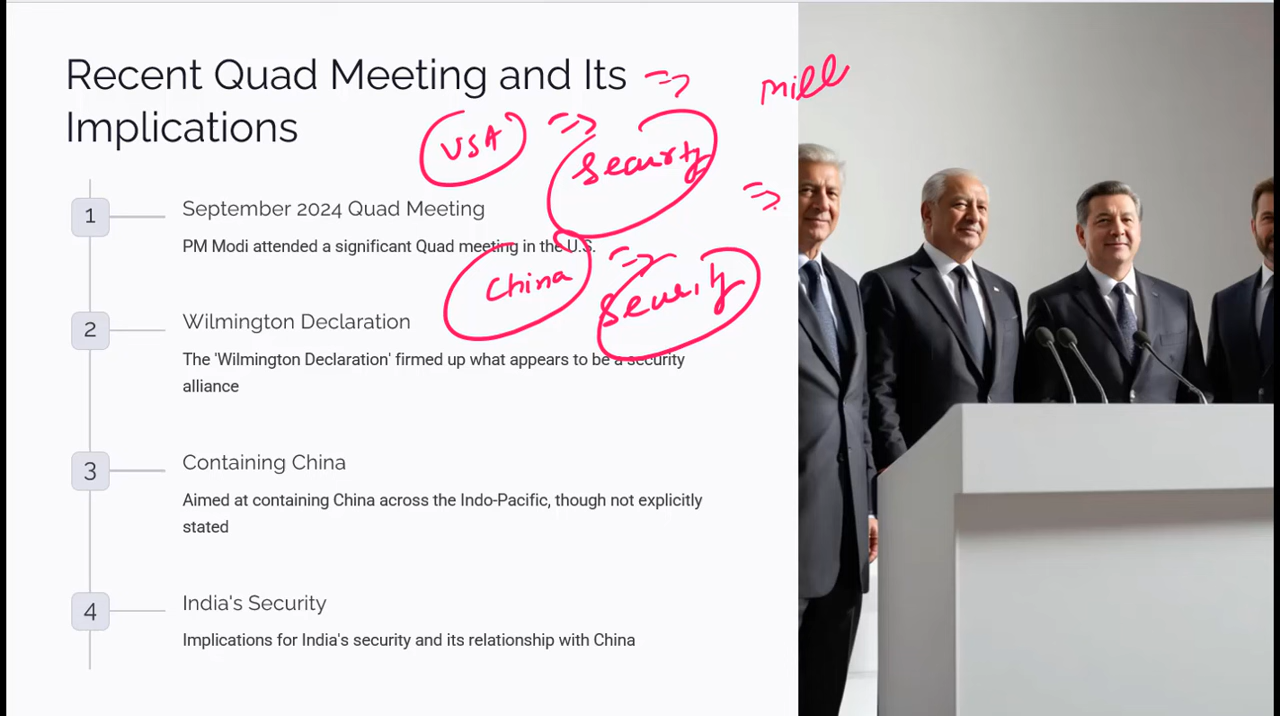 Recent Quad Meeting and Its ⇒ mill
Implications
USA ⇒ Security
⇒
1 September 2024 Quad Meeting
PM Modi attended a significant Quad meeting in the U.S.
China ⇒ Security
2 Wilmington Declaration
The 'Wilmington Declaration' firmed up what appears to be a security
alliance
3 Containing China
Aimed at containing China across the Indo-Pacific, though not explicitly
stated
4 India's Security
Implications for India's security and its relationship with China